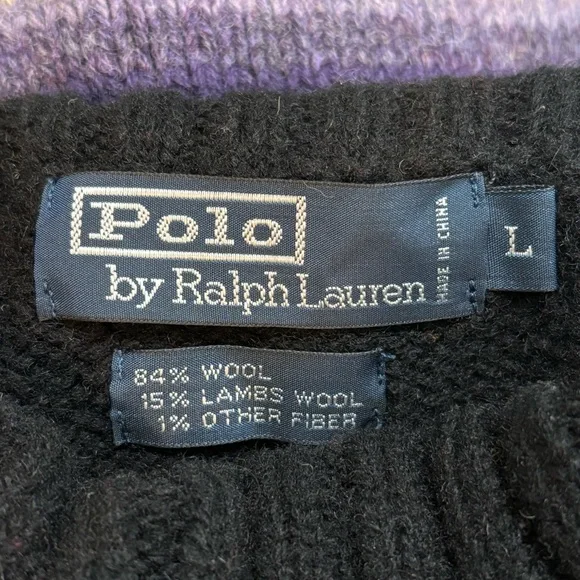 Polo
by Ralph Lauren
MADE IN CHINA
L
84% WOOL
15% LAMBS WOOL
1% OTHER FIBER